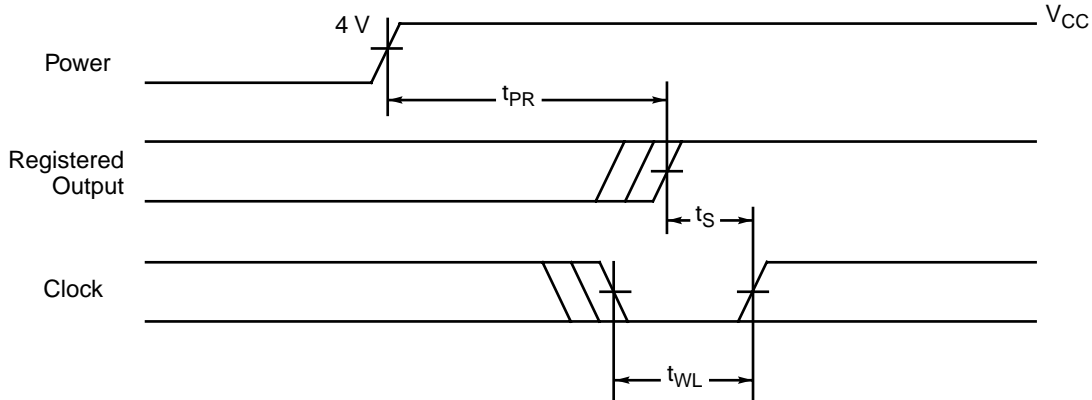 4 V
V_CC
Power
t_PR
Registered
Output
t_S
Clock
t_WL